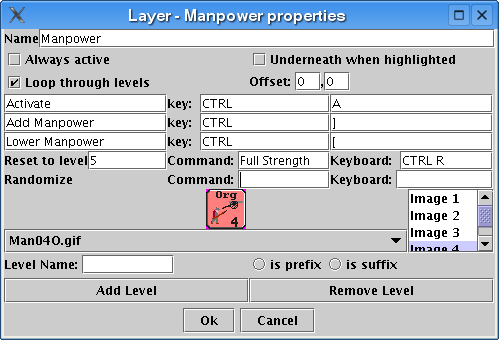 Layer - Manpower properties
Name Manpower
Always active Underneath when highlighted
Loop through levels Offset: 0 , 0
Activate key: CTRL A
Add Manpower key: CTRL ]
Lower Manpower key: CTRL [
Reset to level 5 Command: Full Strength Keyboard: CTRL R
Randomize Command: Keyboard:
Org
4
Image 1
Image 2
Image 3
Image 4
Man04O.gif
Level Name: is prefix is suffix
Add Level Remove Level
Ok Cancel